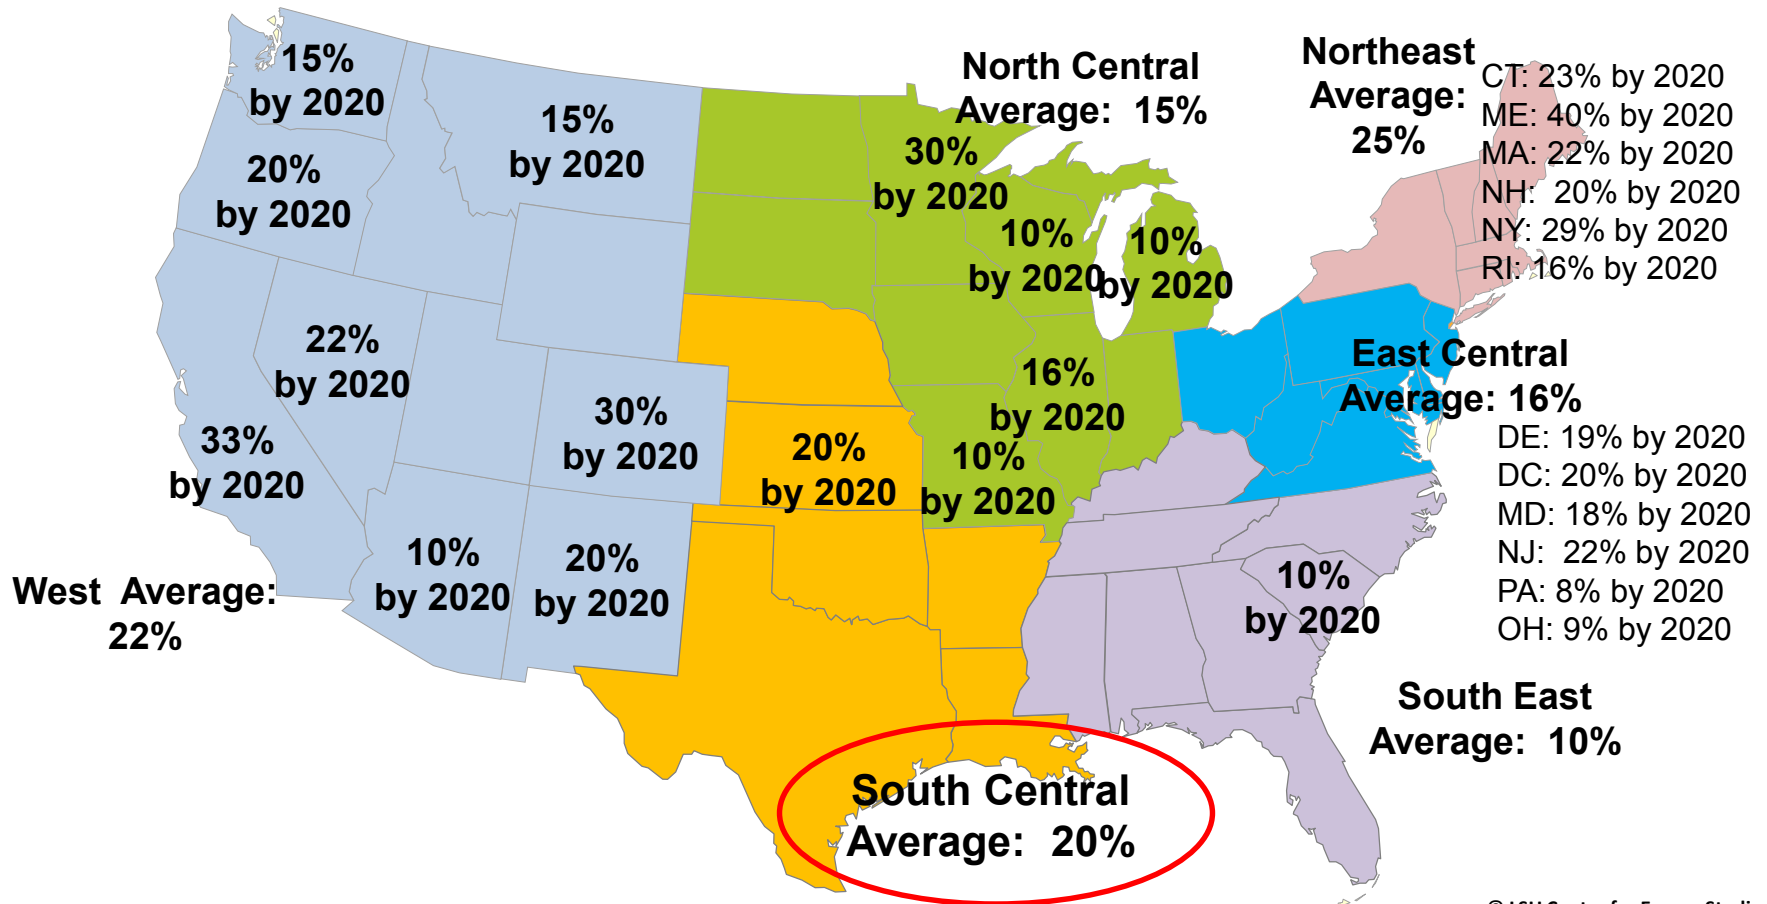 15%
by 2020
20%
by 2020
15%
by 2020
22%
by 2020
33%
by 2020
30%
by 2020
10%
by 2020
20%
by 2020
West Average:
22%
North Central
Average: 15%
30%
by 2020
10%
by 2020
10%
by 2020
16%
by 2020
10%
by 2020
20%
by 2020
South Central
Average: 20%
Northeast
Average:
25%
CT: 23% by 2020
ME: 40% by 2020
MA: 22% by 2020
NH: 20% by 2020
NY: 29% by 2020
RI: 16% by 2020
East Central
Average: 16%
DE: 19% by 2020
DC: 20% by 2020
MD: 18% by 2020
NJ: 22% by 2020
PA: 8% by 2020
OH: 9% by 2020
10%
by 2020
South East
Average: 10%